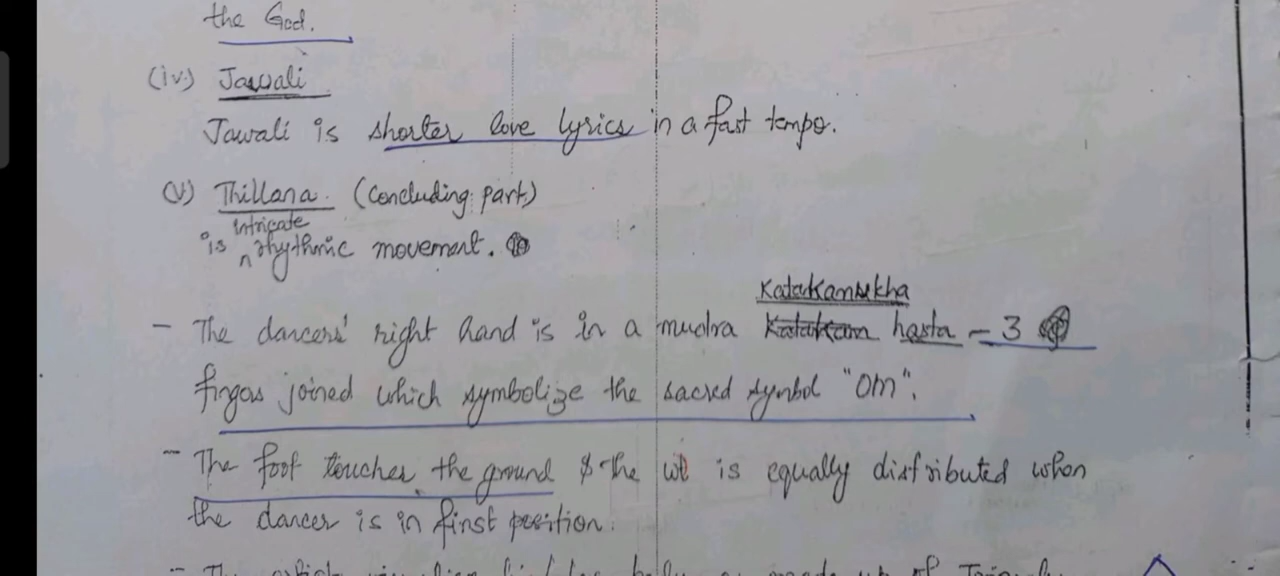 the God.
(iv) Jawali
Jawali is shorter love lyrics in a fast tempo.
(v) Thillana. (Concluding part)
intricate
is rhythmic movement.
Katakamukha
- The dancers' right hand is in a mudra Katakam hasta - 3
fingers joined which symbolize the sacred symbol "OM".
- The foot touches the ground & the wt is equally distributed when
the dancer is in first position.